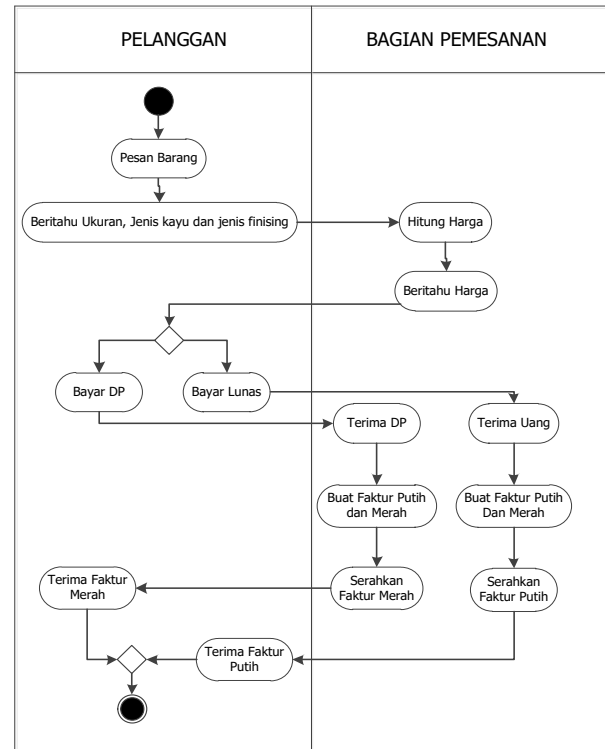 PELANGGAN
BAGIAN PEMESANAN
Pesan Barang
Beritahu Ukuran, Jenis kayu dan jenis finising
Hitung Harga
Beritahu Harga
Bayar DP
Bayar Lunas
Terima DP
Terima Uang
Buat Faktur Putih
dan Merah
Buat Faktur Putih
Dan Merah
Terima Faktur
Merah
Serahkan
Faktur Merah
Serahkan
Faktur Putih
Terima Faktur
Putih